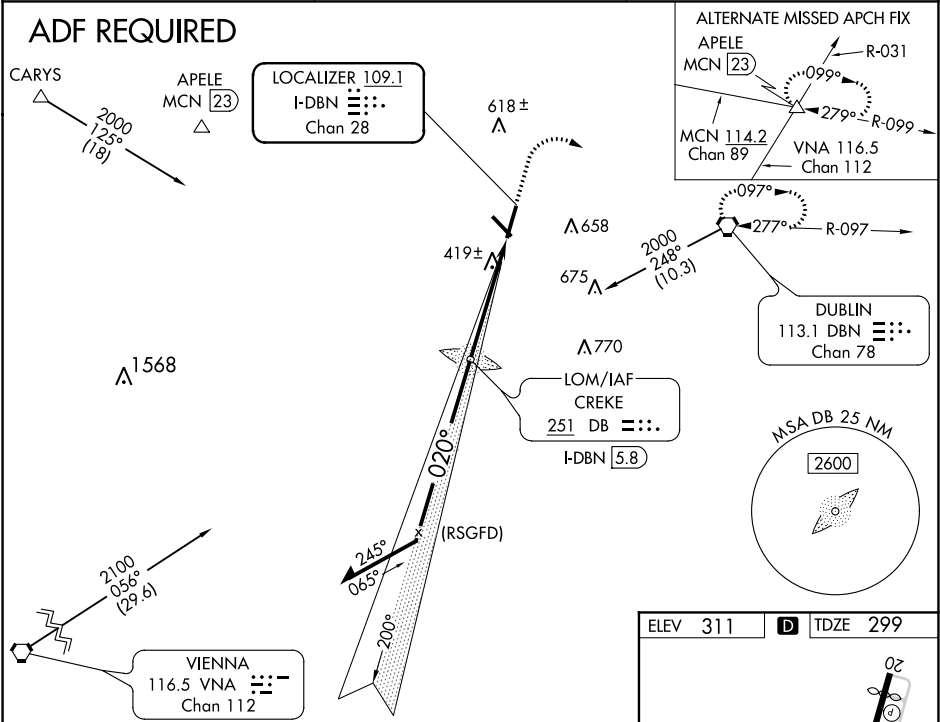 ADF REQUIRED
CARYS
2000
125°
(18)
APELE
MCN 23
LOCALIZER 109.1
I-DBN
Chan 28
618 ±
ALTERNATE MISSED APCH FIX
APELE
MCN 23
R-031
099°
279°
R-099
MCN 114.2
Chan 89
VNA 116.5
Chan 112
097°
277°
R-097
658
419±
675
2000
248°
(10.3)
DUBLIN
113.1 DBN
Chan 78
1568
770
LOM/IAF
CREKE
251 DB
I-DBN 5.8
MSA DB 25 NM
2600
020°
(RSGFD)
245°
065°
200°
2100
056°
(29.6)
VIENNA
116.5 VNA
Chan 112
ELEV 311 D TDZE 299
20
P